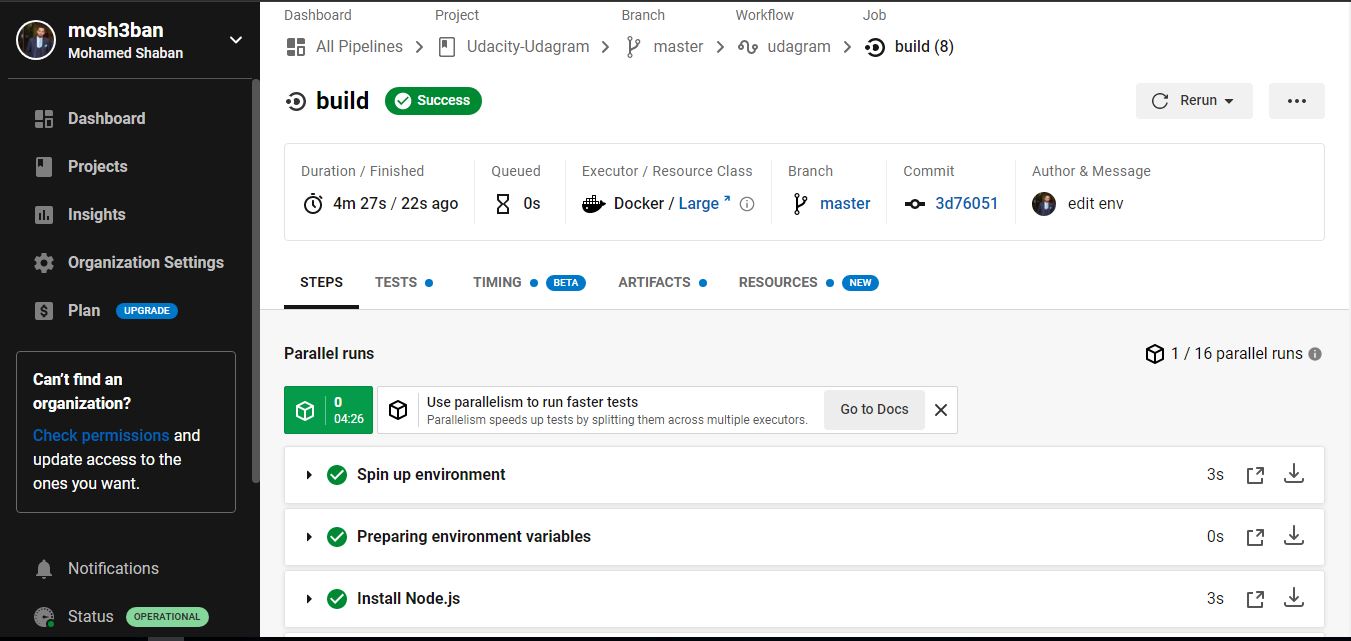 mosh3ban
Mohamed Shaban
Dashboard
Projects
Insights
Organization Settings
Plan UPGRADE
Can't find an
organization?
Check permissions and
update access to the
ones you want.
Notifications
Status OPERATIONAL
Dashboard Project Branch Workflow Job
All Pipelines Udacity-Udagram master udagram build (8)
build Success Rerun
Duration / Finished Queued Executor / Resource Class Branch Commit Author & Message
4m 27s / 22s ago 0s Docker / Large master 3d76051 edit env
STEPS TESTS TIMING BETA ARTIFACTS RESOURCES NEW
Parallel runs 1 / 16 parallel runs
0
04:26
Use parallelism to run faster tests
Parallelism speeds up tests by splitting them across multiple executors.
Go to Docs
Spin up environment 3s
Preparing environment variables 0s
Install Node.js 3s